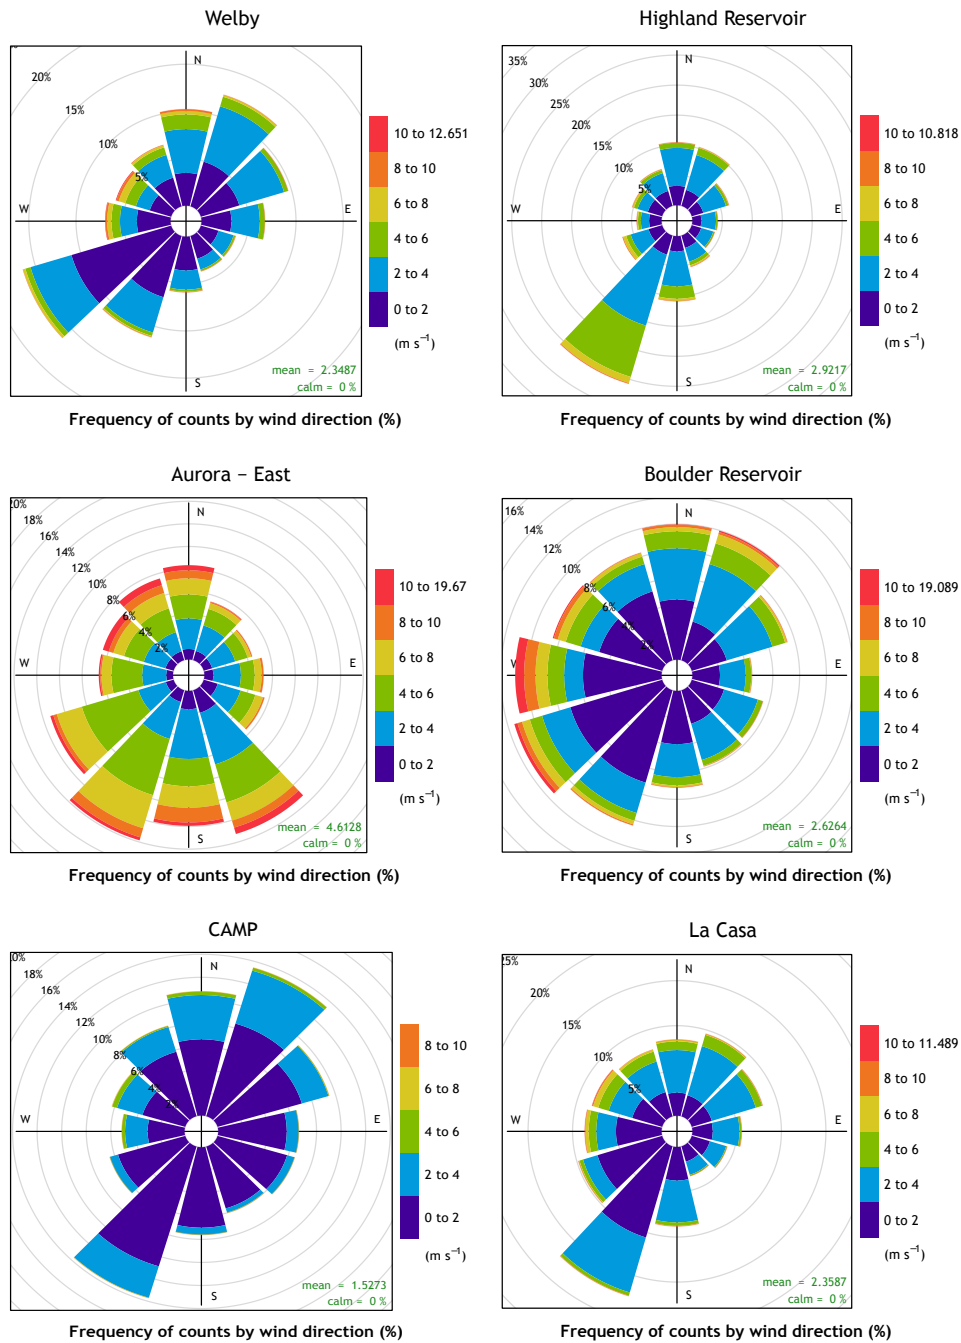 Welby
20%
15%
10%
5%
N
W
E
S
mean = 2.3487
calm = 0 %
10 to 12.651
8 to 10
6 to 8
4 to 6
2 to 4
0 to 2
(m s⁻¹)
Frequency of counts by wind direction (%)
Highland Reservoir
35%
30%
25%
20%
15%
10%
5%
N
W
E
S
mean = 2.9217
calm = 0 %
10 to 10.818
8 to 10
6 to 8
4 to 6
2 to 4
0 to 2
(m s⁻¹)
Frequency of counts by wind direction (%)
Aurora − East
18%
16%
14%
12%
10%
8%
6%
4%
2%
N
W
E
S
mean = 4.6128
calm = 0 %
10 to 19.67
8 to 10
6 to 8
4 to 6
2 to 4
0 to 2
(m s⁻¹)
Frequency of counts by wind direction (%)
Boulder Reservoir
16%
14%
12%
10%
8%
6%
4%
2%
N
W
E
S
mean = 2.6264
calm = 0 %
10 to 19.089
8 to 10
6 to 8
4 to 6
2 to 4
0 to 2
(m s⁻¹)
Frequency of counts by wind direction (%)
CAMP
18%
16%
14%
12%
10%
8%
6%
4%
2%
N
W
E
S
mean = 1.5273
calm = 0 %
8 to 10
6 to 8
4 to 6
2 to 4
0 to 2
(m s⁻¹)
Frequency of counts by wind direction (%)
La Casa
25%
20%
15%
10%
5%
N
W
E
S
mean = 2.3587
calm = 0 %
10 to 11.489
8 to 10
6 to 8
4 to 6
2 to 4
0 to 2
(m s⁻¹)
Frequency of counts by wind direction (%)